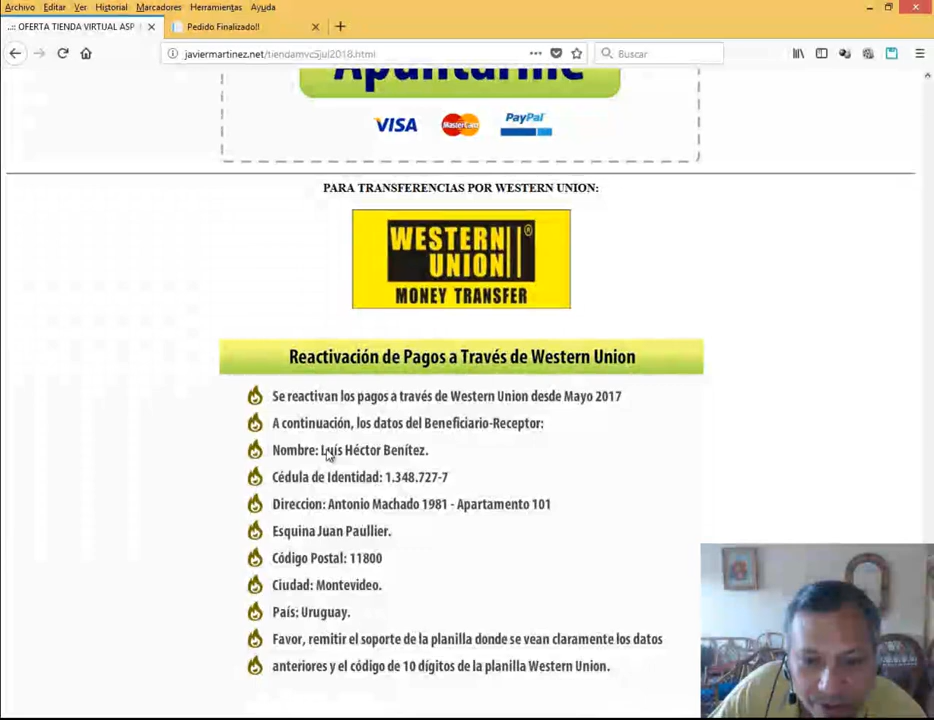 Archivo Editar Ver Historial Marcadores Herramientas Ayuda
..:: OFERTA TIENDA VIRTUAL ASP
Pedido Finalizado!!
javiermartinez.net/tiendamvc5jul2018.html
Buscar
Apuntarme
VISA MasterCard PayPal
PARA TRANSFERENCIAS POR WESTERN UNION:
WESTERN
UNION ®
MONEY TRANSFER
Reactivación de Pagos a Través de Western Union
Se reactivan los pagos a través de Western Union desde Mayo 2017
A continuación, los datos del Beneficiario-Receptor:
Nombre: Luís Héctor Benítez.
Cédula de Identidad: 1.348.727-7
Direccion: Antonio Machado 1981 - Apartamento 101
Esquina Juan Paullier.
Código Postal: 11800
Ciudad: Montevideo.
País: Uruguay.
Favor, remitir el soporte de la planilla donde se vean claramente los datos
anteriores y el código de 10 dígitos de la planilla Western Union.